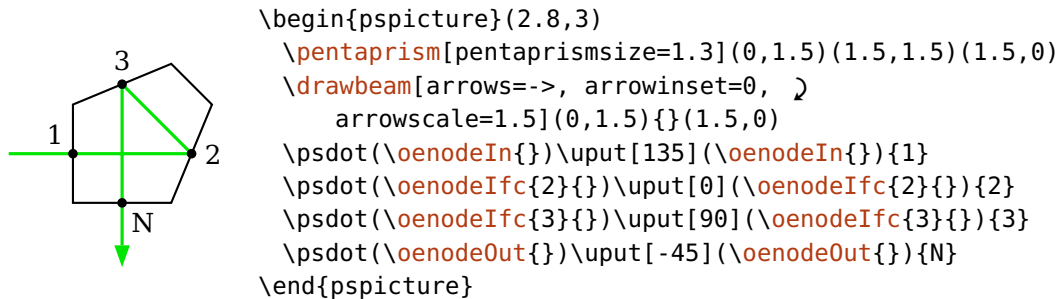 3
1
2
N
\begin{pspicture}(2.8,3)
\pentaprism[pentaprismsize=1.3](0,1.5)(1.5,1.5)(1.5,0)
\drawbeam[arrows=->, arrowinset=0,
arrowscale=1.5](0,1.5){}(1.5,0)
\psdot(\oenodeIn{})\uput[135](\oenodeIn{}){1}
\psdot(\oenodeIfc{2}{})\uput[0](\oenodeIfc{2}{}){2}
\psdot(\oenodeIfc{3}{})\uput[90](\oenodeIfc{3}{}){3}
\psdot(\oenodeOut{})\uput[-45](\oenodeOut{}){N}
\end{pspicture}